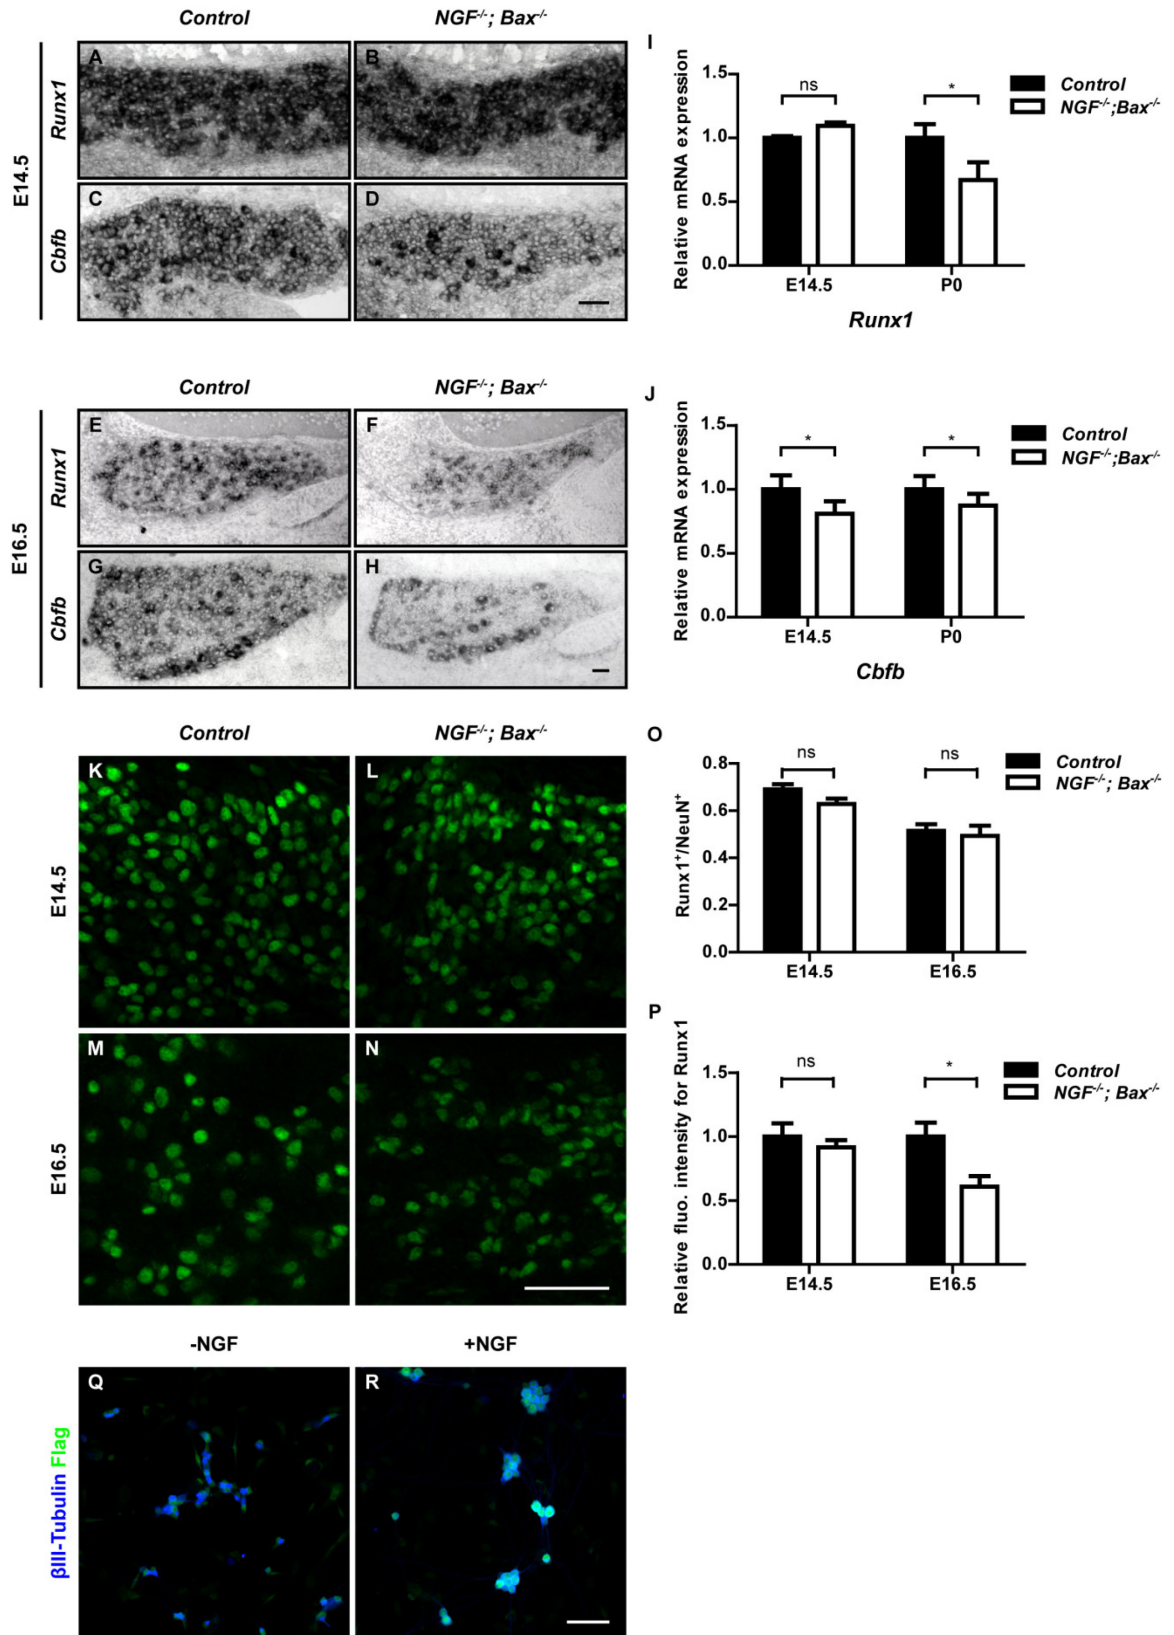 Control
NGF-/-; Bax-/-
E14.5
Runx1
A
B
Cbfb
C
D
I
Relative mRNA expression
1.5
1.0
0.5
0.0
ns
*
E14.5
P0
Control
NGF-/-;Bax-/-
Runx1
Control
NGF-/-; Bax-/-
E16.5
Runx1
E
F
Cbfb
G
H
J
Relative mRNA expression
1.5
1.0
0.5
0.0
*
*
E14.5
P0
Control
NGF-/-;Bax-/-
Cbfb
Control
NGF-/-; Bax-/-
E14.5
K
L
E16.5
M
N
O
Runx1+/NeuN+
0.8
0.6
0.4
0.2
0.0
ns
ns
E14.5
E16.5
Control
NGF-/-; Bax-/-
P
Relative fluo. intensity for Runx1
1.5
1.0
0.5
0.0
ns
*
E14.5
E16.5
Control
NGF-/-; Bax-/-
-NGF
+NGF
βIII-Tubulin Flag
Q
R